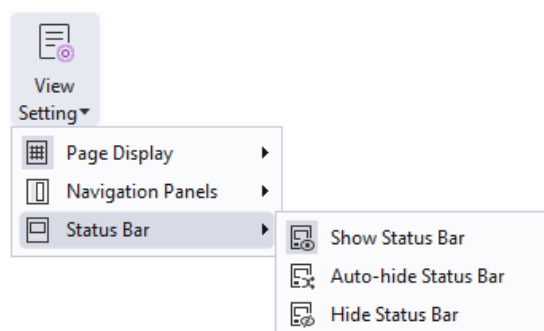 View
Setting
Page Display
Navigation Panels
Status Bar
Show Status Bar
Auto-hide Status Bar
Hide Status Bar